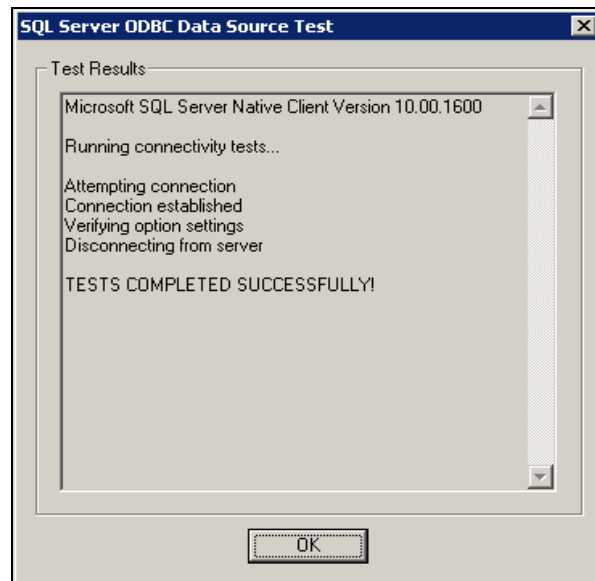 SQL Server ODBC Data Source Test
Test Results
Microsoft SQL Server Native Client Version 10.00.1600
Running connectivity tests...
Attempting connection
Connection established
Verifying option settings
Disconnecting from server
TESTS COMPLETED SUCCESSFULLY!
OK